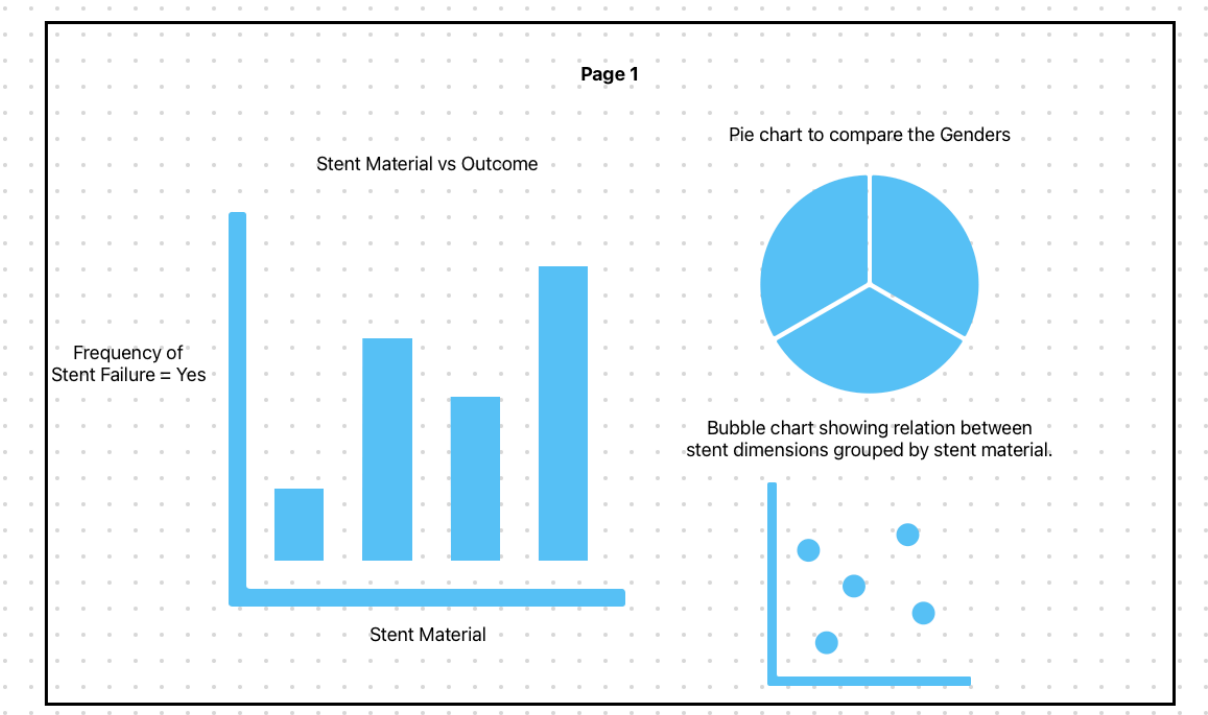 Page 1
Stent Material vs Outcome
Frequency of
Stent Failure = Yes
Stent Material
Pie chart to compare the Genders
Bubble chart showing relation between
stent dimensions grouped by stent material.